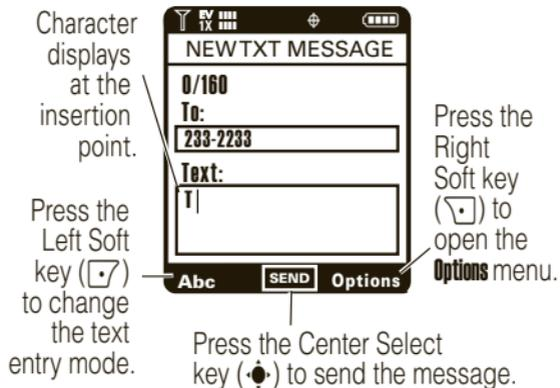 Character
displays
at the
insertion
point.
EV
1X
NEW TXT MESSAGE
0/160
To:
233-2233
Text:
T
Abc
SEND
Options
Press the
Left Soft
key ( ) 
to change
the text
entry mode.
Press the
Right
Soft key
( ) to
open the
Options menu.
Press the Center Select
key ( ) to send the message.